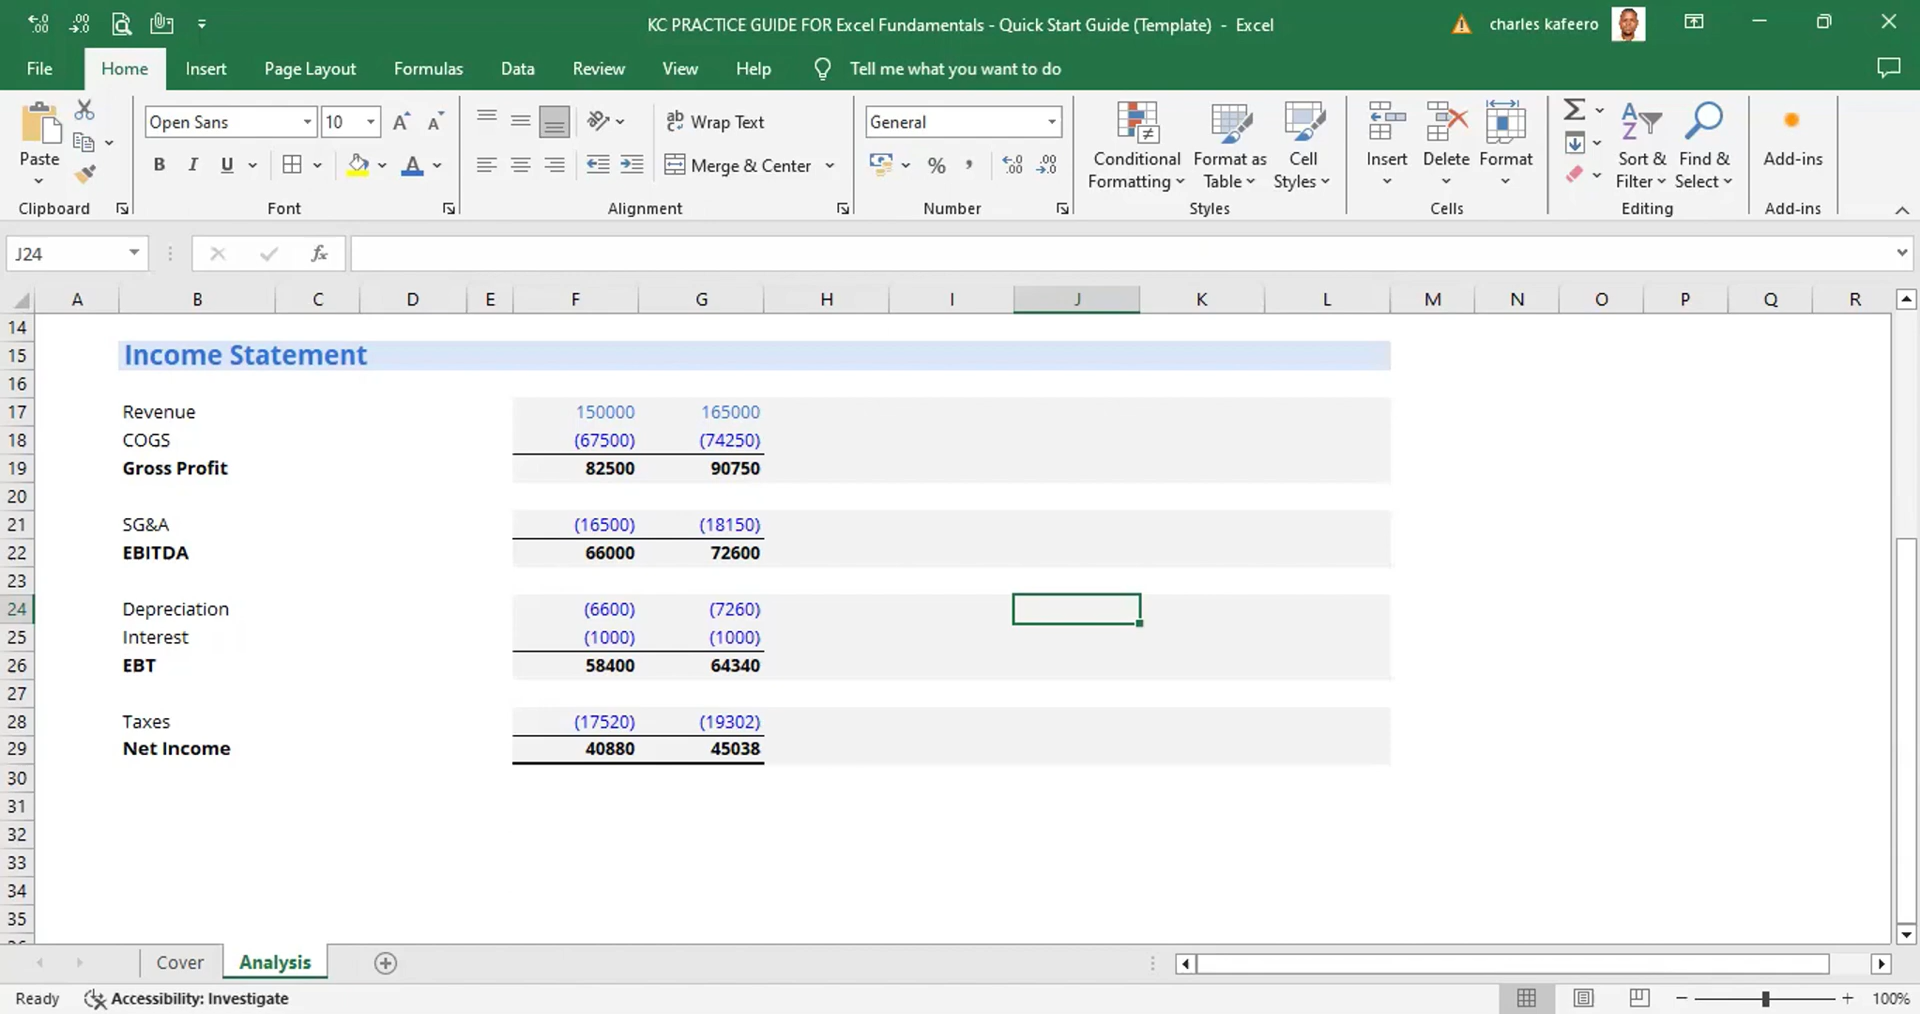 KC PRACTICE GUIDE FOR Excel Fundamentals - Quick Start Guide (Template) - Excel
charles kafeero
File Home Insert Page Layout Formulas Data Review View Help Tell me what you want to do
Paste
Clipboard
Open Sans 10
B I U
Font
Wrap Text
Merge & Center
Alignment
General
% ,
Number
Conditional Formatting
Format as Table
Cell Styles
Styles
Insert Delete Format
Cells
Sort & Filter
Find & Select
Editing
Add-ins
Add-ins
J24 fx
A B C D E F G H I J K L M N O P Q R
14
15 Income Statement
16
17 Revenue 150000 165000
18 COGS (67500) (74250)
19 Gross Profit 82500 90750
20
21 SG&A (16500) (18150)
22 EBITDA 66000 72600
23
24 Depreciation (6600) (7260)
25 Interest (1000) (1000)
26 EBT 58400 64340
27
28 Taxes (17520) (19302)
29 Net Income 40880 45038
30
31
32
33
34
35
Cover Analysis
Ready Accessibility: Investigate 100%